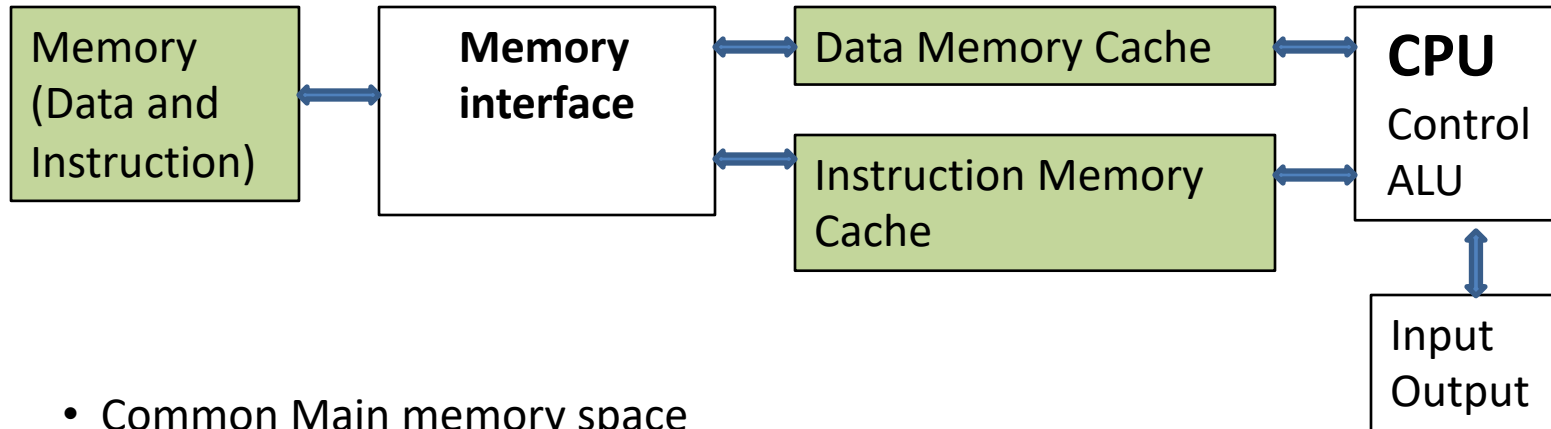 Memory
(Data and
Instruction)
Memory
interface
Data Memory Cache
Instruction Memory
Cache
CPU
Control
ALU
Input
Output
• Common Main memory space